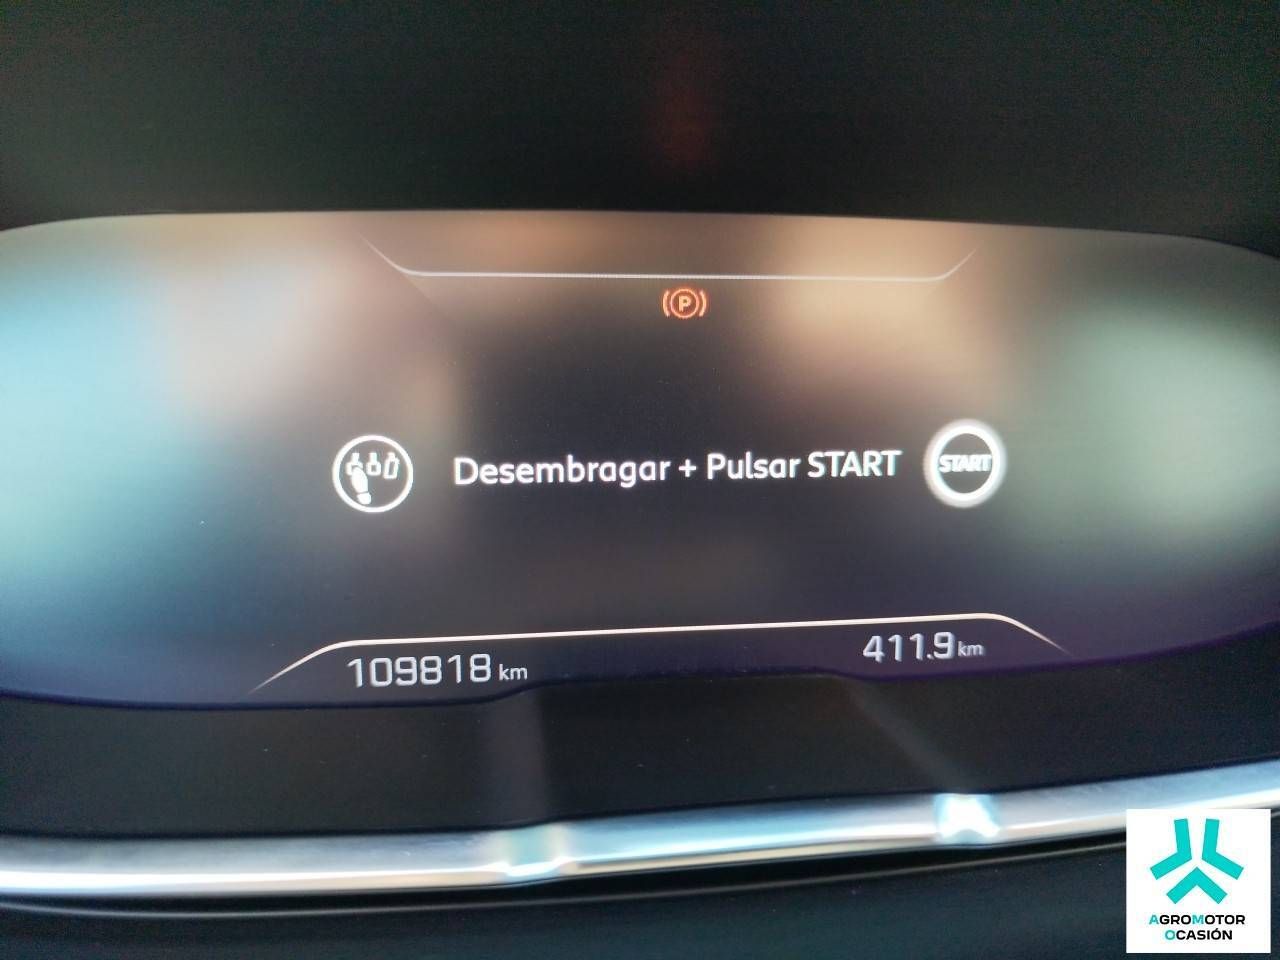 (P)
Desembragar + Pulsar START
START
109818 km
411.9 km
AGROMOTOR
OCASIÓN